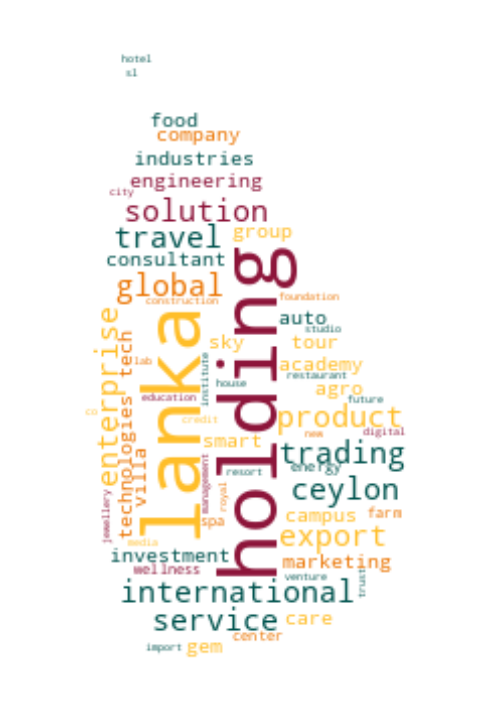 hotel
sl
food
company
industries
engineering
city
solution
travel
group
consultant
holding
global
construction
foundation
lanka
enterprise
auto
studio
tech
sky
tour
lab
institute
academy
restaurant
house
agro
education
future
co
technologies
product
credit
new
digital
smart
trading
villa
management
resort
energy
ceylon
jewellery
royal
spa
campus
farm
export
media
investment
marketing
wellness
venture
trust
international
service
care
center
import
gem